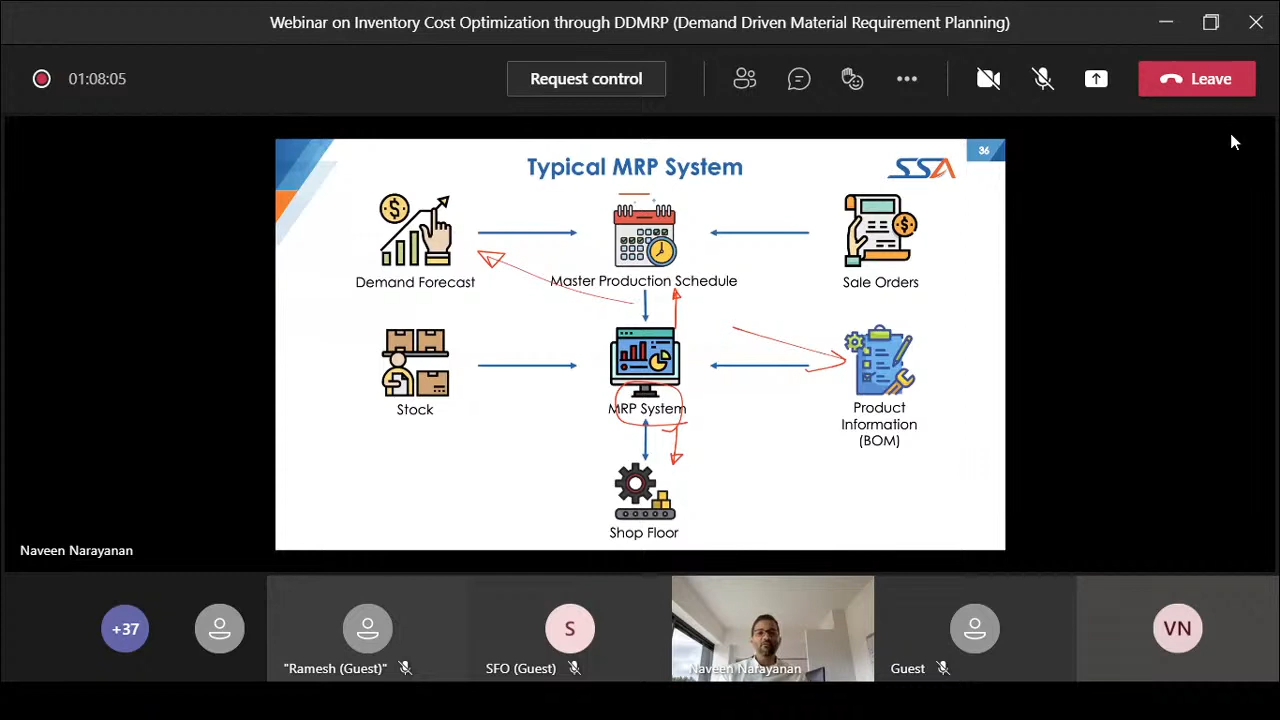 Webinar on Inventory Cost Optimization through DDMRP (Demand Driven Material Requirement Planning)
01:08:05
Request control
Leave
36
Typical MRP System
SSA
Demand Forecast
Master Production Schedule
Sale Orders
Stock
MRP System
Product
Information
(BOM)
Shop Floor
Naveen Narayanan
+37
"Ramesh (Guest)"
S
SFO (Guest)
Naveen Narayanan
Guest
VN